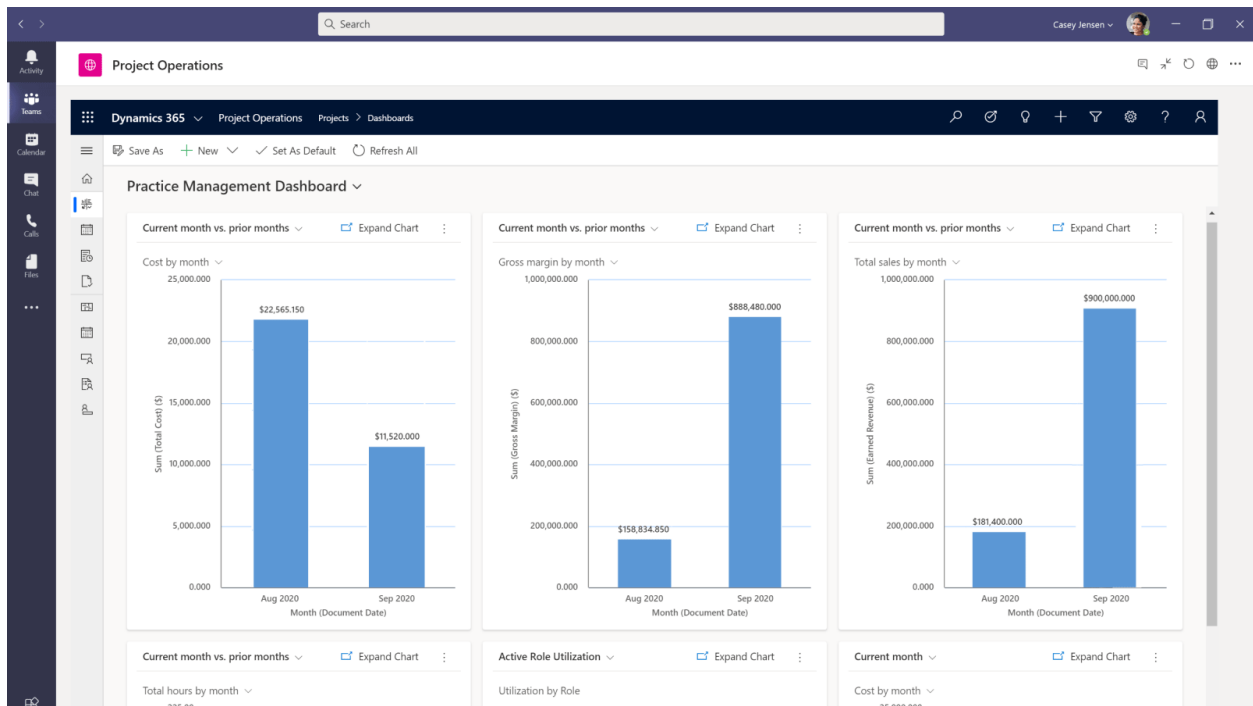 Search
Casey Jensen
Activity
Project Operations
Teams
Dynamics 365 Project Operations Projects > Dashboards
Calendar
Save As New Set As Default Refresh All
Chat
Practice Management Dashboard
Calls
Files
Current month vs. prior months Expand Chart
Cost by month
25,000.000
20,000.000
15,000.000
10,000.000
5,000.000
0.000
Sum (Total Cost) ($)
$22,565.150
$11,520.000
Aug 2020 Sep 2020
Month (Document Date)
Current month vs. prior months Expand Chart
Gross margin by month
1,000,000.000
800,000.000
600,000.000
400,000.000
200,000.000
0.000
Sum (Gross Margin) ($)
$158,834.850
$888,480.000
Aug 2020 Sep 2020
Month (Document Date)
Current month vs. prior months Expand Chart
Total sales by month
1,000,000.000
800,000.000
600,000.000
400,000.000
200,000.000
0.000
Sum (Earned Revenue) ($)
$181,400.000
$900,000.000
Aug 2020 Sep 2020
Month (Document Date)
Current month vs. prior months Expand Chart
Total hours by month
Active Role Utilization Expand Chart
Utilization by Role
Current month Expand Chart
Cost by month